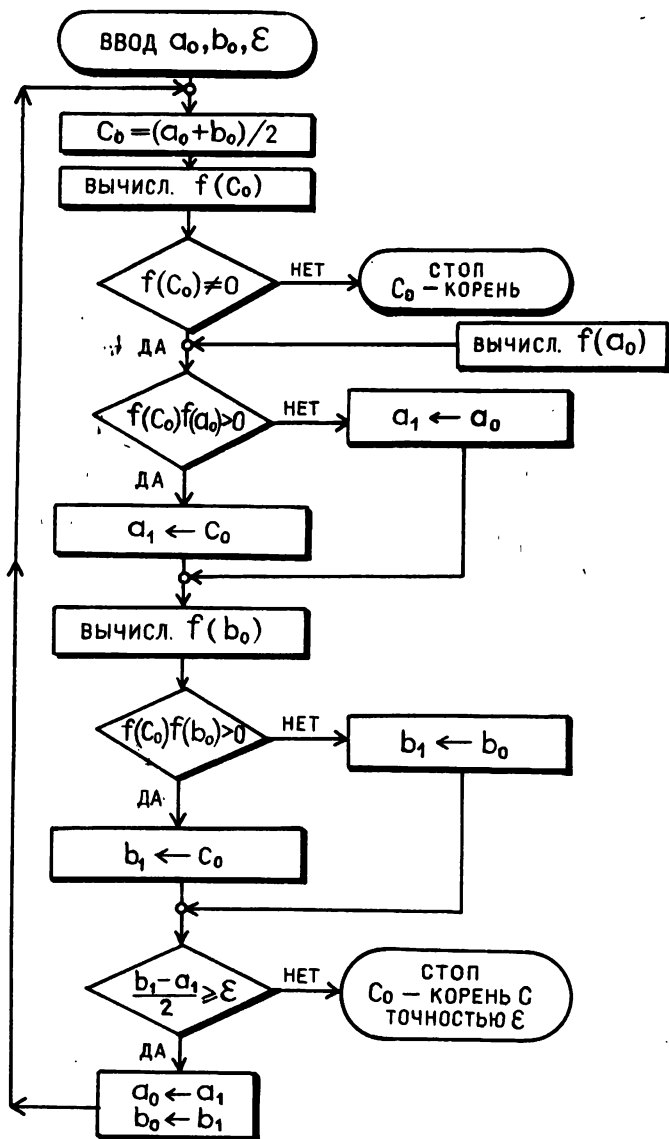 ВВОД a₀, b₀, ε
C₀ = (a₀+b₀)/2
ВЫЧИСЛ. f(C₀)
f(C₀)≠0
НЕТ
СТОП
C₀ – КОРЕНЬ
ДА
ВЫЧИСЛ. f(a₀)
f(C₀)f(a₀)>0
НЕТ
a₁ ← a₀
ДА
a₁ ← C₀
ВЫЧИСЛ. f(b₀)
f(C₀)f(b₀)>0
НЕТ
b₁ ← b₀
ДА
b₁ ← C₀
(b₁-a₁)/2 ≥ ε
НЕТ
СТОП
C₀ – КОРЕНЬ С
ТОЧНОСТЬЮ ε
ДА
a₀ ← a₁
b₀ ← b₁